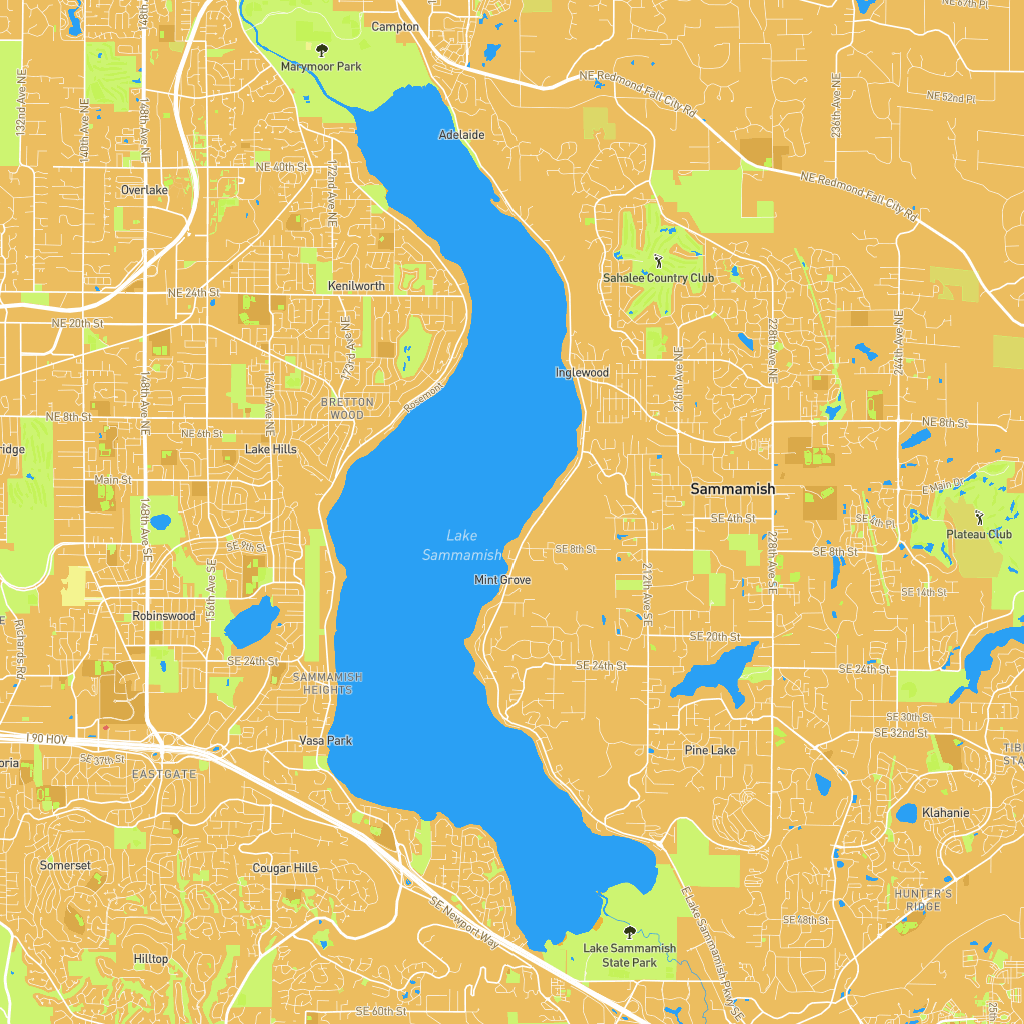 Campton
NE 67th Pl
148th
Marymoor Park
NE Redmond Fall City Rd
NE 52nd Pl
132nd Ave NE
140th Ave NE
148th Ave NE
236th Ave NE
Adelaide
NE 40th St
172nd Ave NE
Overlake
NE Redmond Fall City Rd
Sahalee Country Club
Kenilworth
NE 24th St
NE 20th St
173rd Ave NE
228th Ave NE
244th Ave NE
216th Ave NE
Inglewood
148th Ave NE
164th Ave NE
Rosemont
BRETTON
WOOD
NE 8th St
NE 8th St
NE 6th St
ridge
Lake Hills
Main St
E Main Dr
Sammamish
148th Ave SE
SE 4th St
SE 4th Pl
Plateau Club
Lake
Sammamish
SE 9th St
SE 8th St
SE 8th St
228th Ave SE
Mint Grove
156th Ave SE
212th Ave SE
SE 14th St
Robinswood
E
Richards Rd
SE 20th St
SE 24th St
SE 24th St
SE 24th St
SAMMAMISH
HEIGHTS
SE 30th St
SE 32nd St
I 90 HOV
Vasa Park
Pine Lake
SE 37th St
oria
EASTGATE
Klahanie
Somerset
Cougar Hills
HUNTER'S
RIDGE
SE Newport Way
E Lake Sammamish Pkwy SE
SE 48th St
Lake Sammamish
State Park
Hilltop
SE 60th St